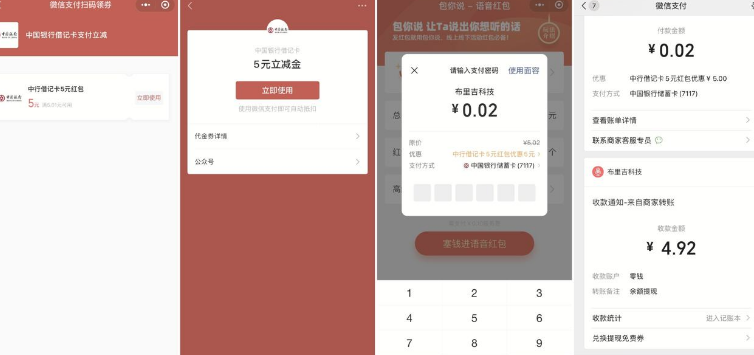 微信支付扫码领券
中国银行借记卡支付立减
中行借记卡5元红包
5元
立即使用
中国银行借记卡
5元立减金
立即使用
使用微信支付即可自动抵扣
代金券详情
公众号
包你说 - 语音红包
包你说 让Ta说出你想听的话
总
元
红
个
高
请输入支付密码
使用面容
布里吉科技
¥0.02
原价
¥5.02
优惠
中行借记卡5元红包优惠5元
支付方式
中国银行储蓄卡(7117)
塞钱进语音红包
1
2
3
4
5
6
7
8
9
7
微信支付
付款金额
¥0.02
优惠
中行借记卡5元红包优惠¥5.00
支付方式
中国银行储蓄卡(7117)
查看账单详情
联系商家客服专员
布里吉科技
收款通知-来自商家转账
收款金额
¥4.92
收款账户
零钱
转账备注
余额提现
收款统计
进入记账本
兑换提现免费券